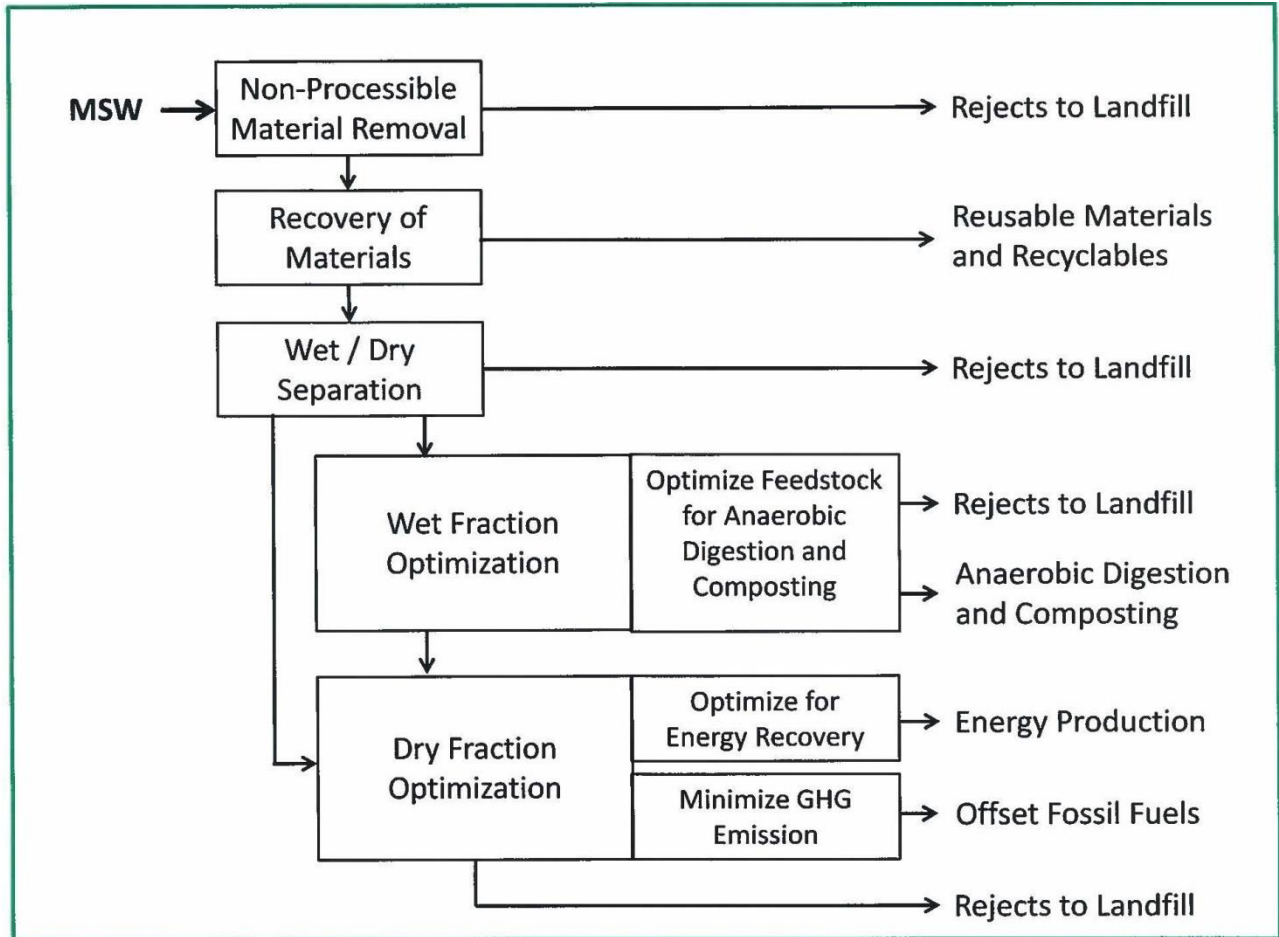 MSW
Non-Processible
Material Removal
Rejects to Landfill
Recovery of
Materials
Reusable Materials
and Recyclables
Wet / Dry
Separation
Rejects to Landfill
Wet Fraction
Optimization
Optimize Feedstock
for Anaerobic
Digestion and
Composting
Rejects to Landfill
Anaerobic Digestion
and Composting
Dry Fraction
Optimization
Optimize for
Energy Recovery
Energy Production
Minimize GHG
Emission
Offset Fossil Fuels
Rejects to Landfill